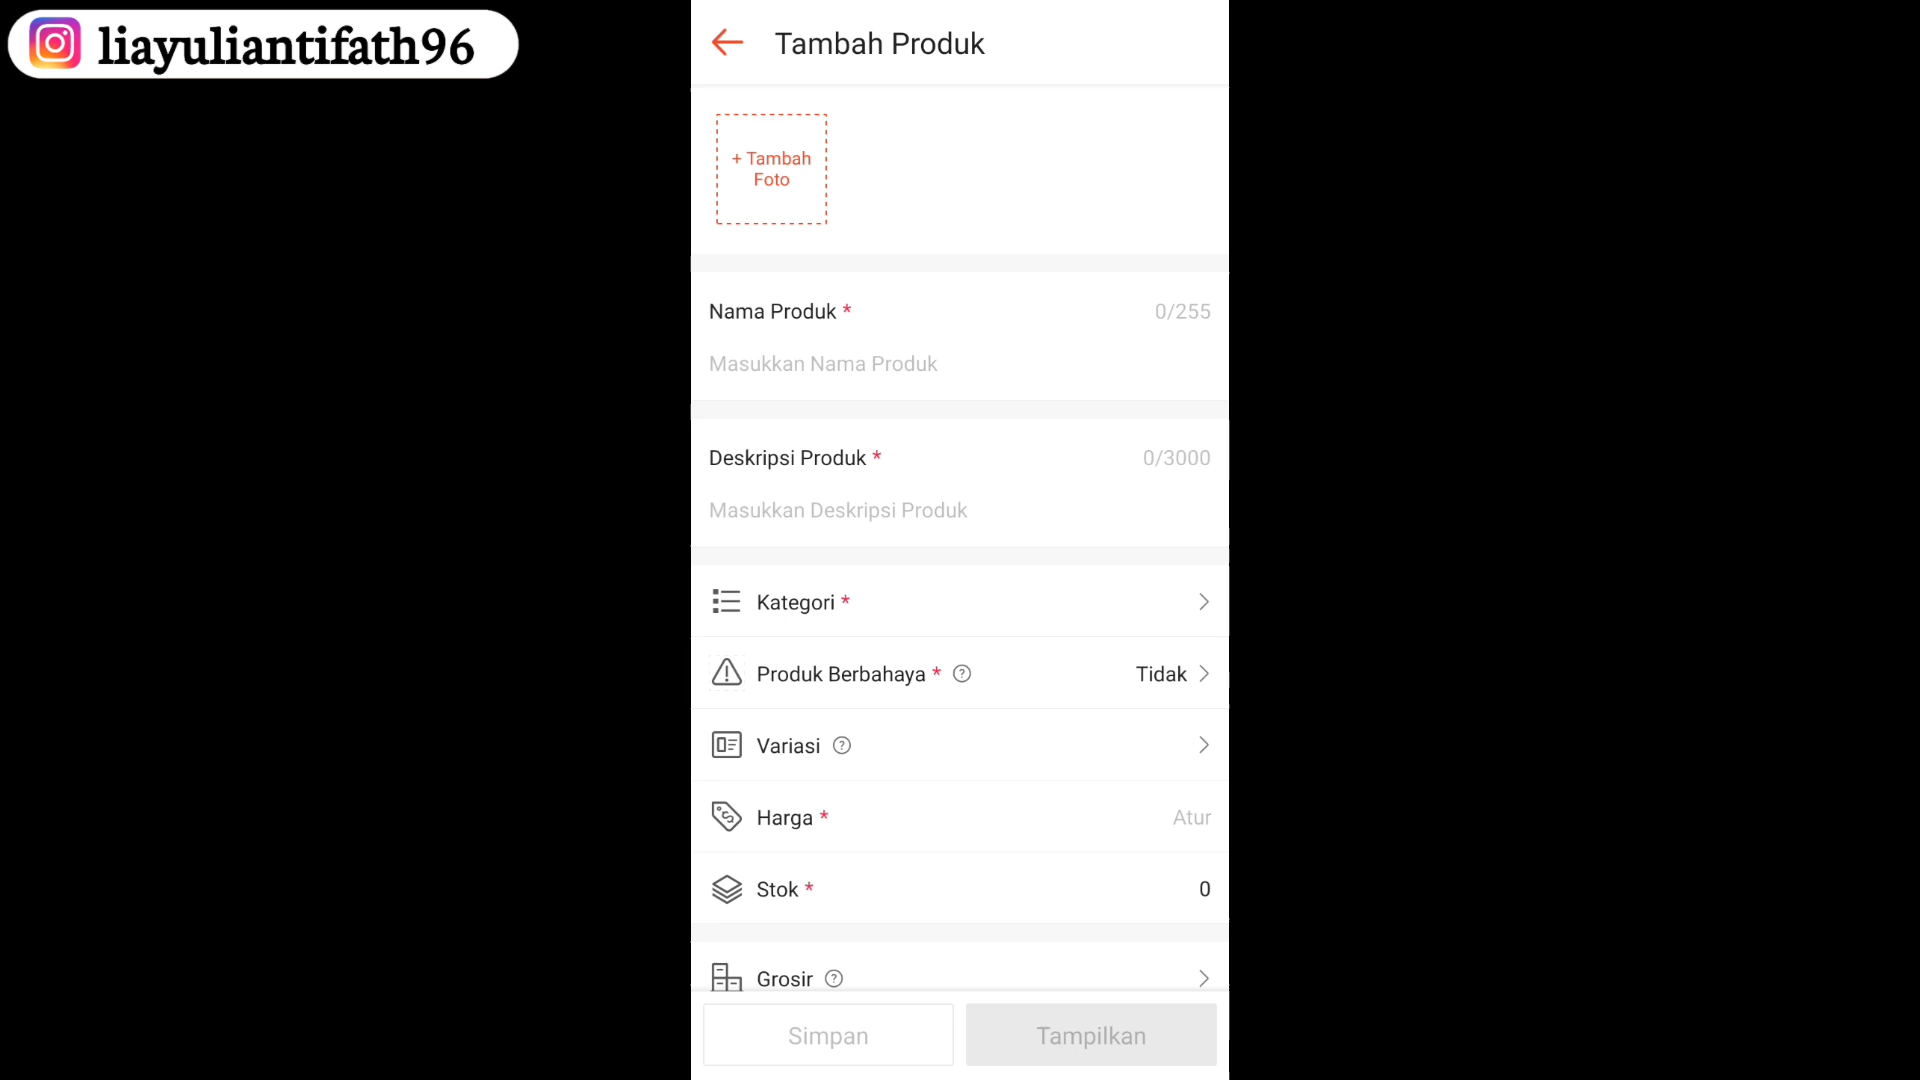 liayuliantifath96
Tambah Produk
+ Tambah
Foto
Nama Produk * 0/255
Masukkan Nama Produk
Deskripsi Produk * 0/3000
Masukkan Deskripsi Produk
Kategori *
Produk Berbahaya * ? Tidak
Variasi ?
Harga * Atur
Stok * 0
Grosir ?
Simpan Tampilkan